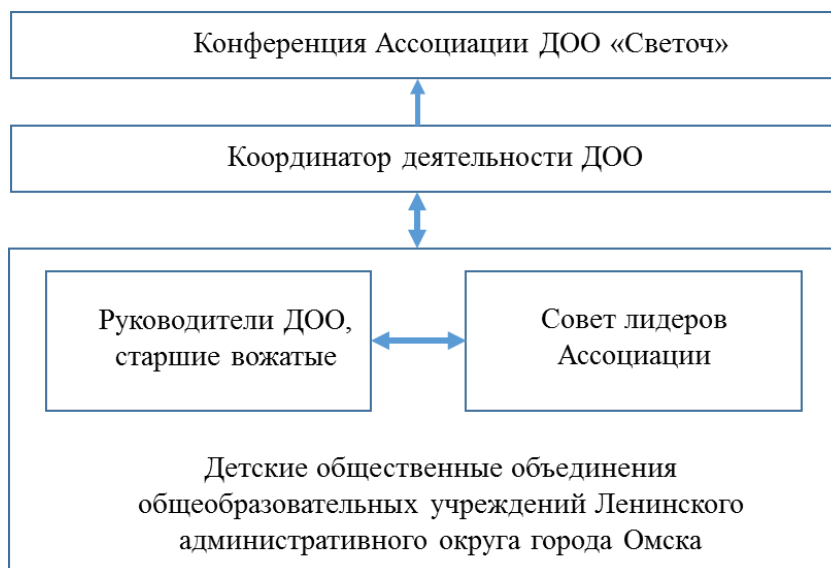 Конференция Ассоциации ДОО «Светоч»
Координатор деятельности ДОО
Руководители ДОО,
старшие вожатые
Совет лидеров
Ассоциации
Детские общественные объединения
общеобразовательных учреждений Ленинского
административного округа города Омска